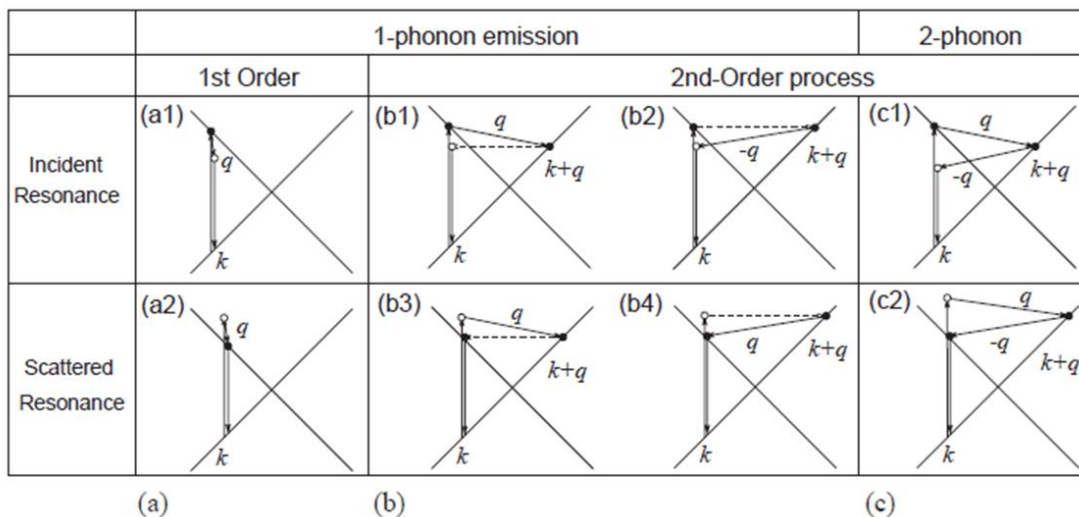 1-phonon emission 2-phonon
1st Order 2nd-Order process
Incident
Resonance
(a1) q k
(b1) q k+q k
(b2) -q k+q k
(c1) q -q k+q k
Scattered
Resonance
(a2) q k
(b3) q k+q k
(b4) q k+q k
(c2) q -q k+q k
(a) (b) (c)